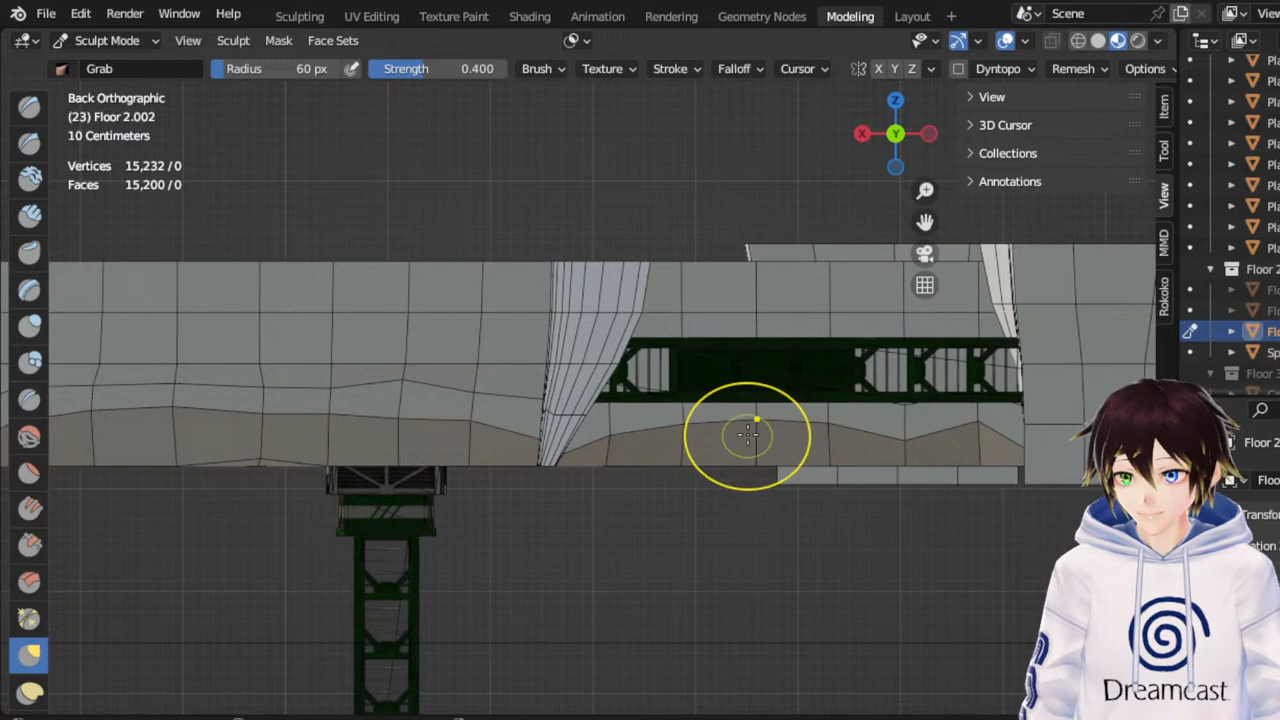 File Edit Render Window Help Sculpting UV Editing Texture Paint Shading Animation Rendering Geometry Nodes Modeling Layout + Scene
Sculpt Mode View Sculpt Mask Face Sets
Grab Radius 60 px Strength 0.400 Brush Texture Stroke Falloff Cursor X Y Z Dyntopo Remesh Options
Back Orthographic
(23) Floor 2.002
10 Centimeters
Vertices 15,232 / 0
Faces 15,200 / 0
Z
X
Y
View
3D Cursor
Collections
Annotations
Item
Tool
View
MMD
Rokoko
Floor 2
Floor 3
Floor 2
Dreamcast